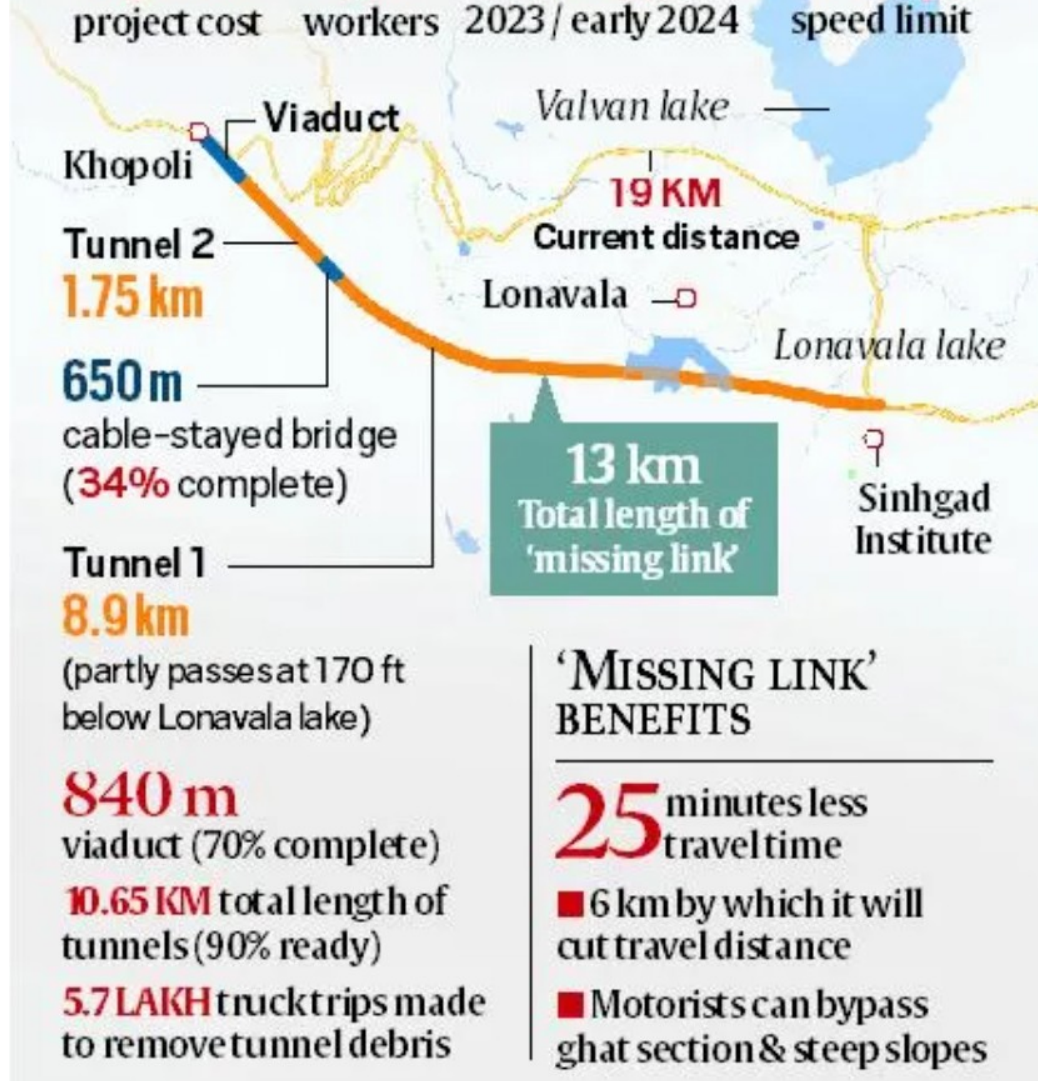 project cost
workers
2023 / early 2024
speed limit
Viaduct
Valvan lake
Khopoli
19 KM
Current distance
Tunnel 2
1.75 km
Lonavala
Lonavala lake
650 m
cable-stayed bridge
(34% complete)
13 km
Total length of
'missing link'
Sinhgad
Institute
Tunnel 1
8.9 km
(partly passes at 170 ft
below Lonavala lake)
840 m
viaduct (70% complete)
10.65 KM total length of
tunnels (90% ready)
5.7 LAKH truck trips made
to remove tunnel debris
'MISSING LINK'
BENEFITS
25 minutes less
travel time
6 km by which it will
cut travel distance
Motorists can bypass
ghat section & steep slopes